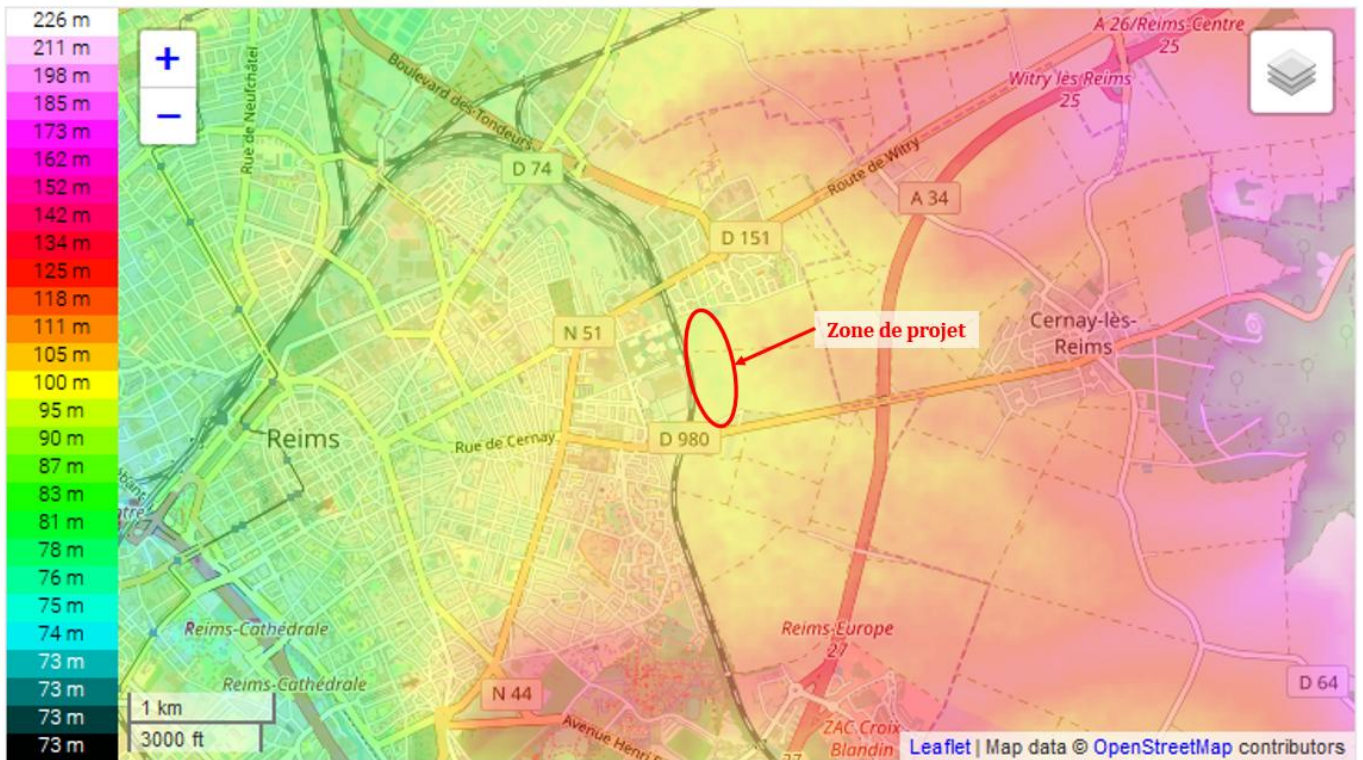 226 m
211 m
198 m
185 m
173 m
162 m
152 m
142 m
134 m
125 m
118 m
111 m
105 m
100 m
95 m
90 m
87 m
83 m
81 m
78 m
76 m
75 m
74 m
73 m
73 m
73 m
73 m
+
−
Rue de Neufchâtel
Boulevard des Tondeurs
A 26/Reims-Centre
25
Witry lès Reims
25
D 74
Route de Witry
A 34
D 151
N 51
Zone de projet
Cernay-lès-
Reims
Reims
Rue de Cernay
D 980
Reims-Cathédrale
Reims-Cathédrale
Reims-Europe
27
N 44
D 64
1 km
3000 ft
Avenue Henri
ZAC Croix
Blandin
27
Leaflet | Map data © OpenStreetMap contributors